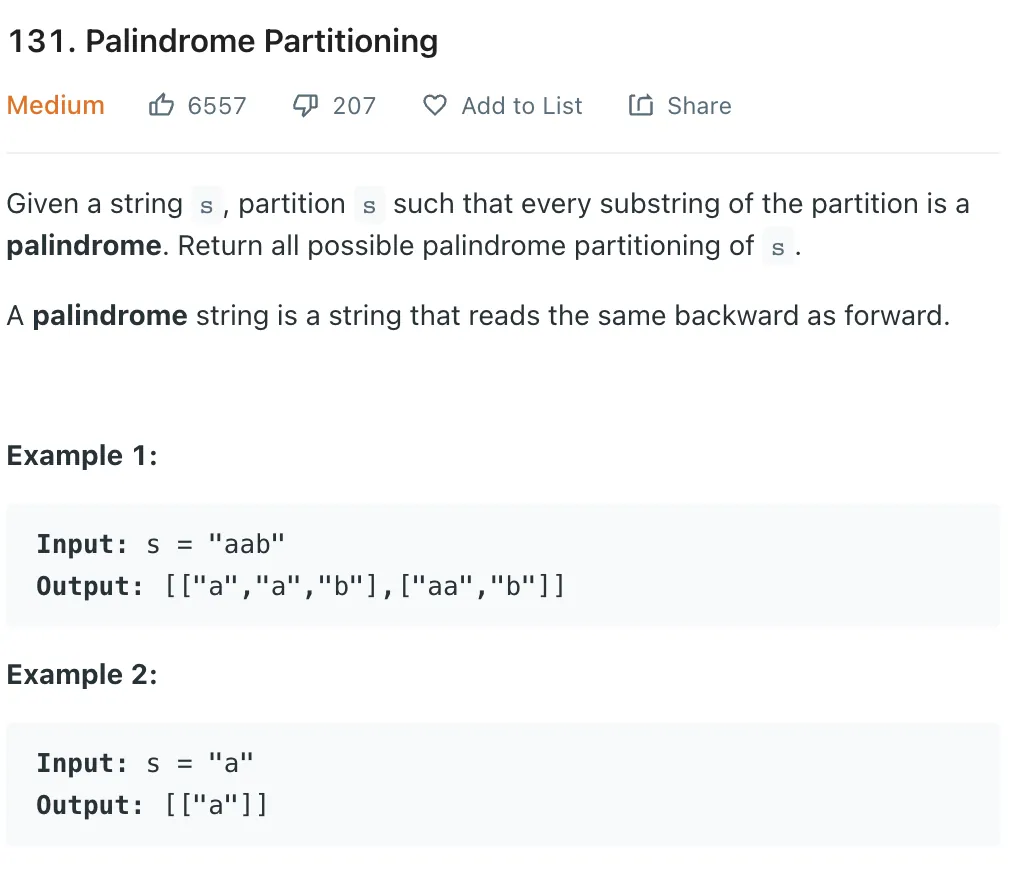 131. Palindrome Partitioning
Medium 6557 207 Add to List Share
Given a string s , partition s such that every substring of the partition is a
palindrome. Return all possible palindrome partitioning of s .
A palindrome string is a string that reads the same backward as forward.
Example 1:
Input: s = "aab"
Output: [["a","a","b"],["aa","b"]]
Example 2:
Input: s = "a"
Output: [["a"]]